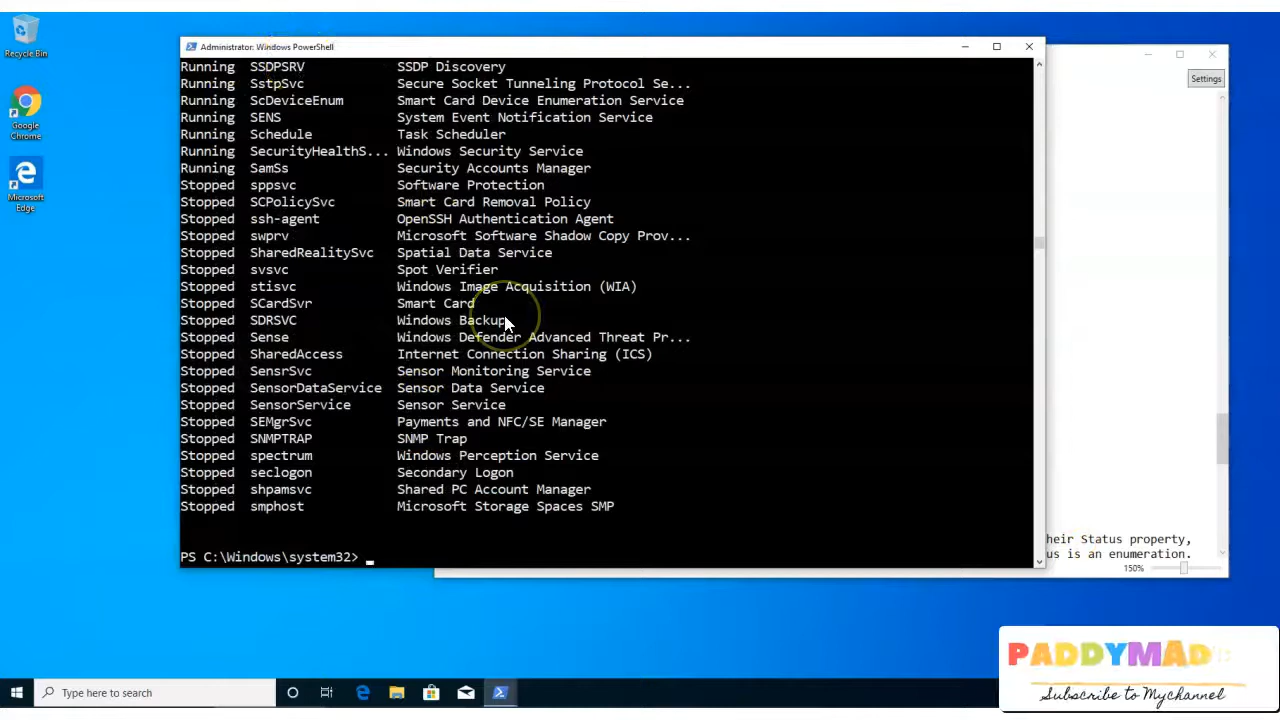 Recycle Bin
Google
Chrome
Microsoft
Edge
Administrator: Windows PowerShell
Running SSDPSRV SSDP Discovery
Running SstpSvc Secure Socket Tunneling Protocol Se...
Running ScDeviceEnum Smart Card Device Enumeration Service
Running SENS System Event Notification Service
Running Schedule Task Scheduler
Running SecurityHealthS... Windows Security Service
Running SamSs Security Accounts Manager
Stopped sppsvc Software Protection
Stopped SCPolicySvc Smart Card Removal Policy
Stopped ssh-agent OpenSSH Authentication Agent
Stopped swprv Microsoft Software Shadow Copy Prov...
Stopped SharedRealitySvc Spatial Data Service
Stopped svsvc Spot Verifier
Stopped stisvc Windows Image Acquisition (WIA)
Stopped SCardSvr Smart Card
Stopped SDRSVC Windows Backup
Stopped Sense Windows Defender Advanced Threat Pr...
Stopped SharedAccess Internet Connection Sharing (ICS)
Stopped SensrSvc Sensor Monitoring Service
Stopped SensorDataService Sensor Data Service
Stopped SensorService Sensor Service
Stopped SEMgrSvc Payments and NFC/SE Manager
Stopped SNMPTRAP SNMP Trap
Stopped spectrum Windows Perception Service
Stopped seclogon Secondary Logon
Stopped shpamsvc Shared PC Account Manager
Stopped smphost Microsoft Storage Spaces SMP
PS C:\Windows\system32>
Settings
heir Status property,
us is an enumeration.
150%
Type here to search
PADDYMAD
Subscribe to Mychannel